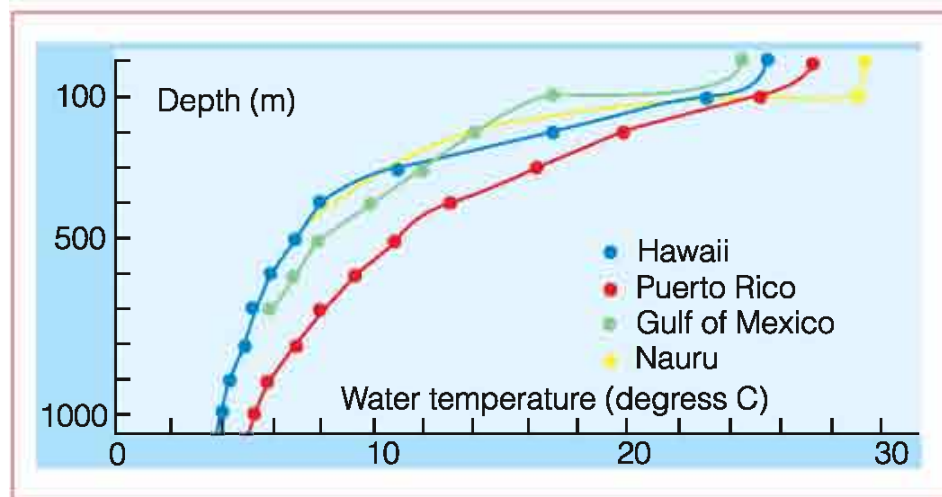 100
Depth (m)
500
Hawaii
Puerto Rico
Gulf of Mexico
Nauru
1000
Water temperature (degress C)
0 10 20 30